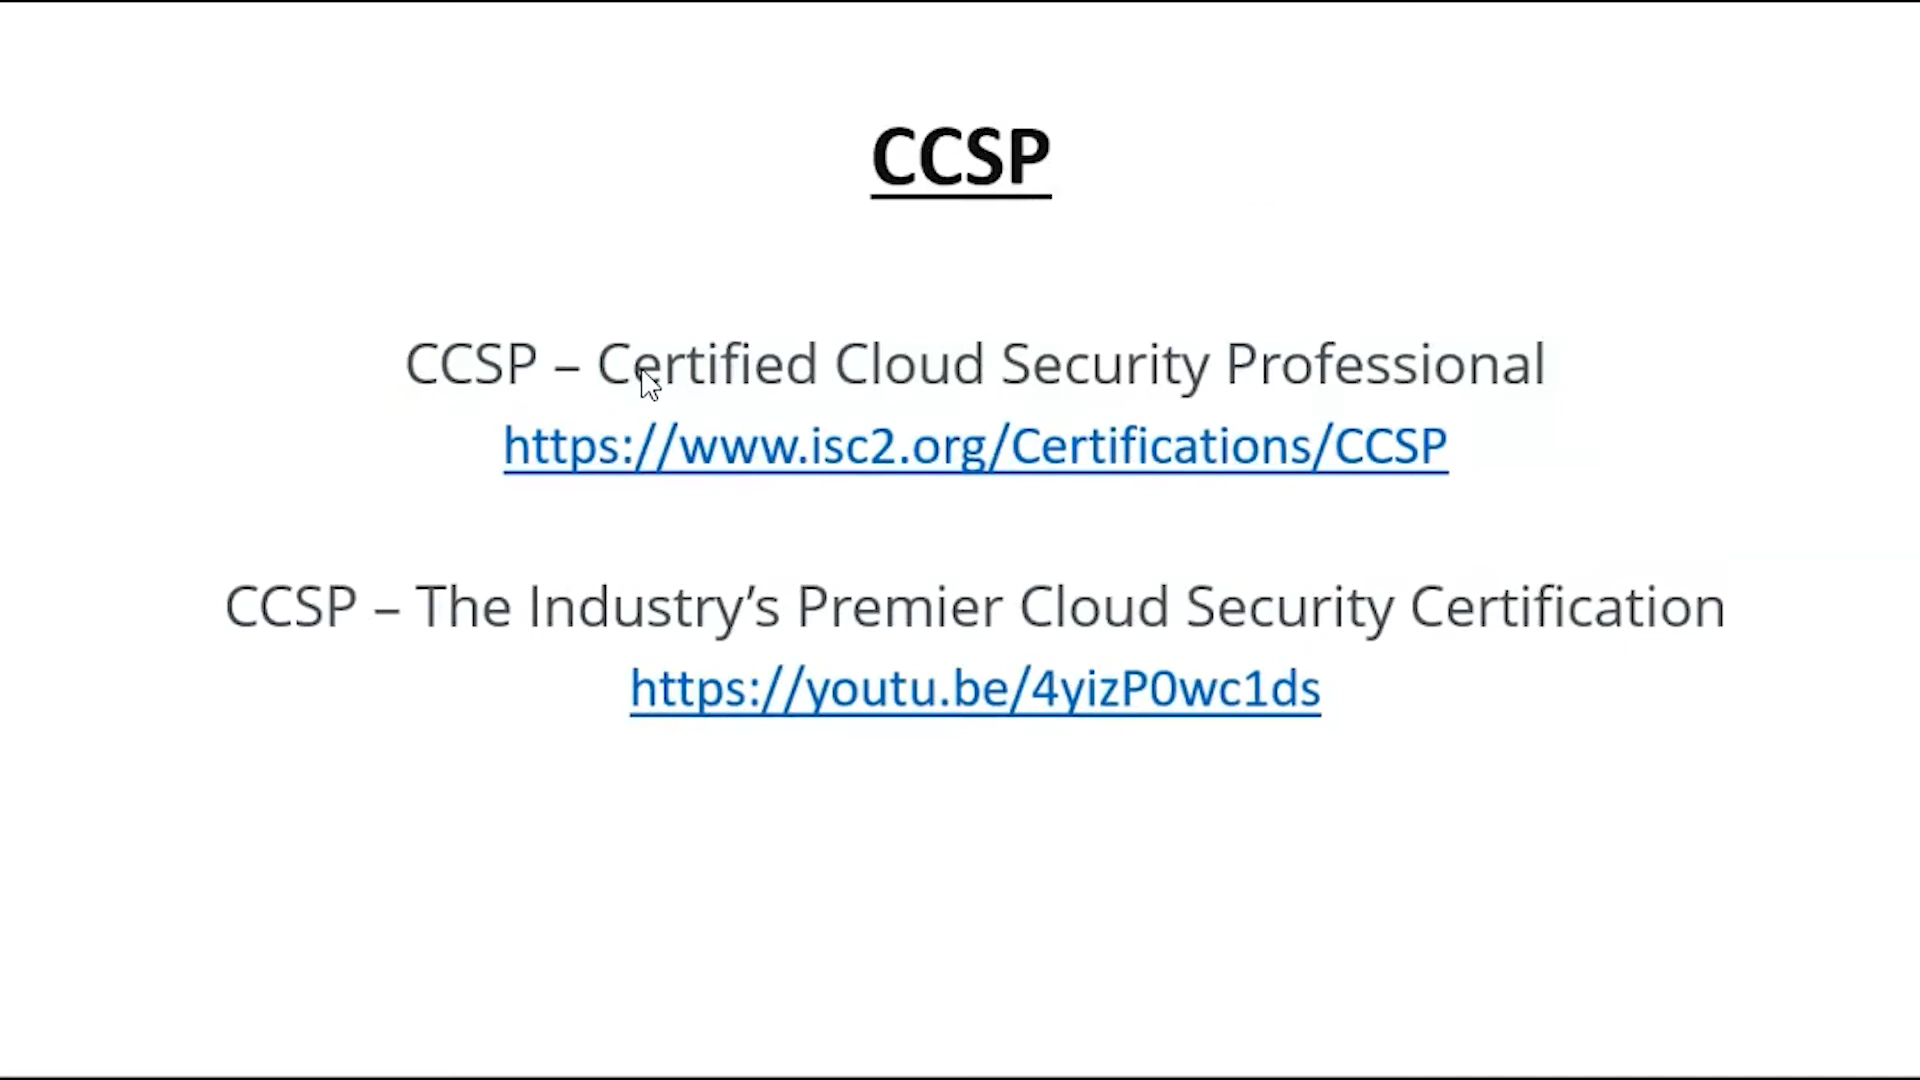 CCSP
CCSP – Certified Cloud Security Professional
https://www.isc2.org/Certifications/CCSP
CCSP – The Industry’s Premier Cloud Security Certification
https://youtu.be/4yizP0wc1ds